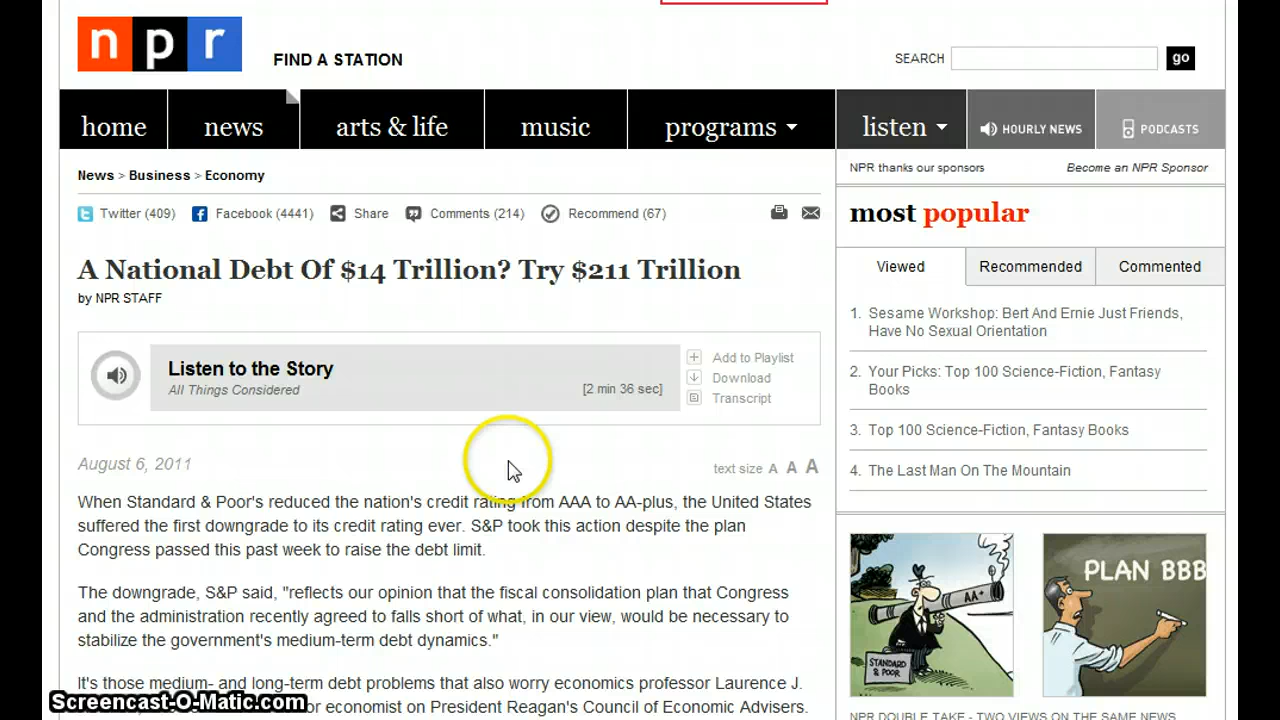 npr
FIND A STATION
SEARCH
go
home
news
arts & life
music
programs
listen
HOURLY NEWS
PODCASTS
News > Business > Economy
Twitter (409)
Facebook (4441)
Share
Comments (214)
Recommend (67)
A National Debt Of $14 Trillion? Try $211 Trillion
by NPR STAFF
Listen to the Story
All Things Considered
[2 min 36 sec]
Add to Playlist
Download
Transcript
August 6, 2011
text size A A A
When Standard & Poor's reduced the nation's credit rating from AAA to AA-plus, the United States
suffered the first downgrade to its credit rating ever. S&P took this action despite the plan
Congress passed this past week to raise the debt limit.
The downgrade, S&P said, "reflects our opinion that the fiscal consolidation plan that Congress
and the administration recently agreed to falls short of what, in our view, would be necessary to
stabilize the government's medium-term debt dynamics."
It's those medium- and long-term debt problems that also worry economics professor Laurence J.
or economist on President Reagan's Council of Economic Advisers.
Screencast-O-Matic.com
NPR thanks our sponsors
Become an NPR Sponsor
most popular
Viewed
Recommended
Commented
1. Sesame Workshop: Bert And Ernie Just Friends,
Have No Sexual Orientation
2. Your Picks: Top 100 Science-Fiction, Fantasy
Books
3. Top 100 Science-Fiction, Fantasy Books
4. The Last Man On The Mountain
AA+
STANDARD
& POOR
PLAN BBB
NPR DOUBLE TAKE - TWO VIEWS ON THE SAME NEWS